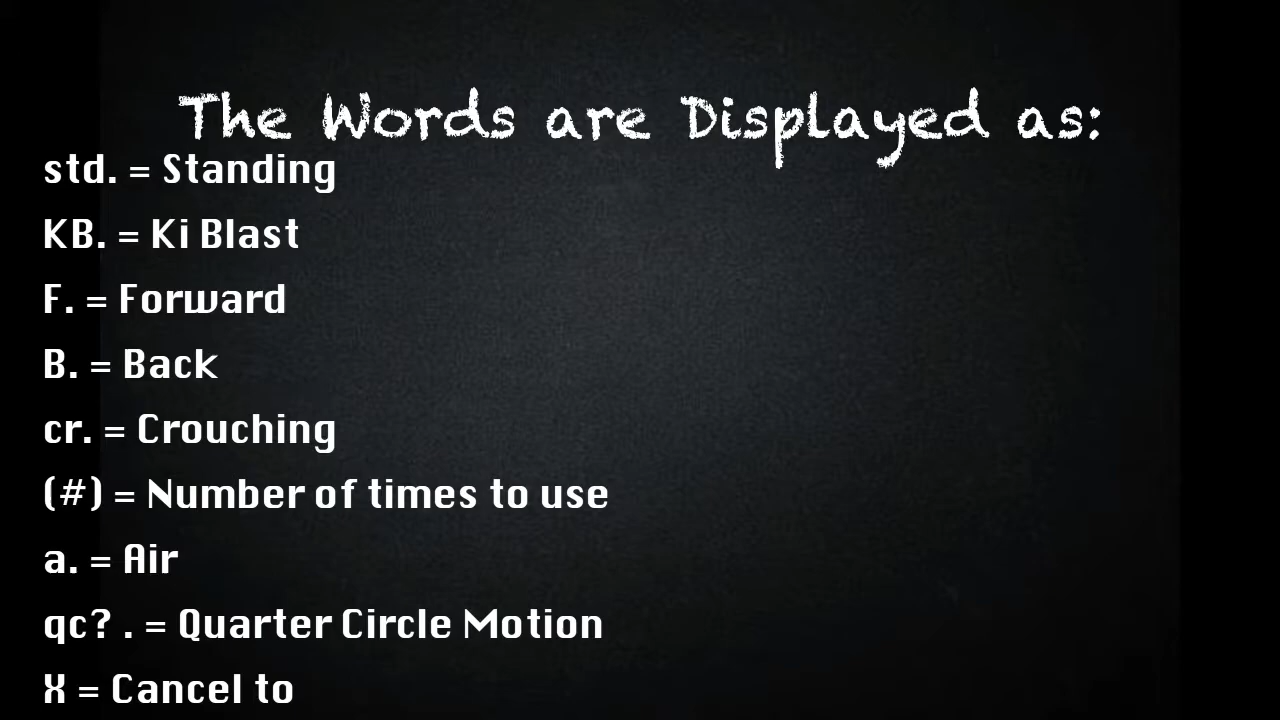 The Words are Displayed as:
std. = Standing
KB. = Ki Blast
F. = Forward
B. = Back
cr. = Crouching
(#) = Number of times to use
a. = Air
qc? . = Quarter Circle Motion
X = Cancel to